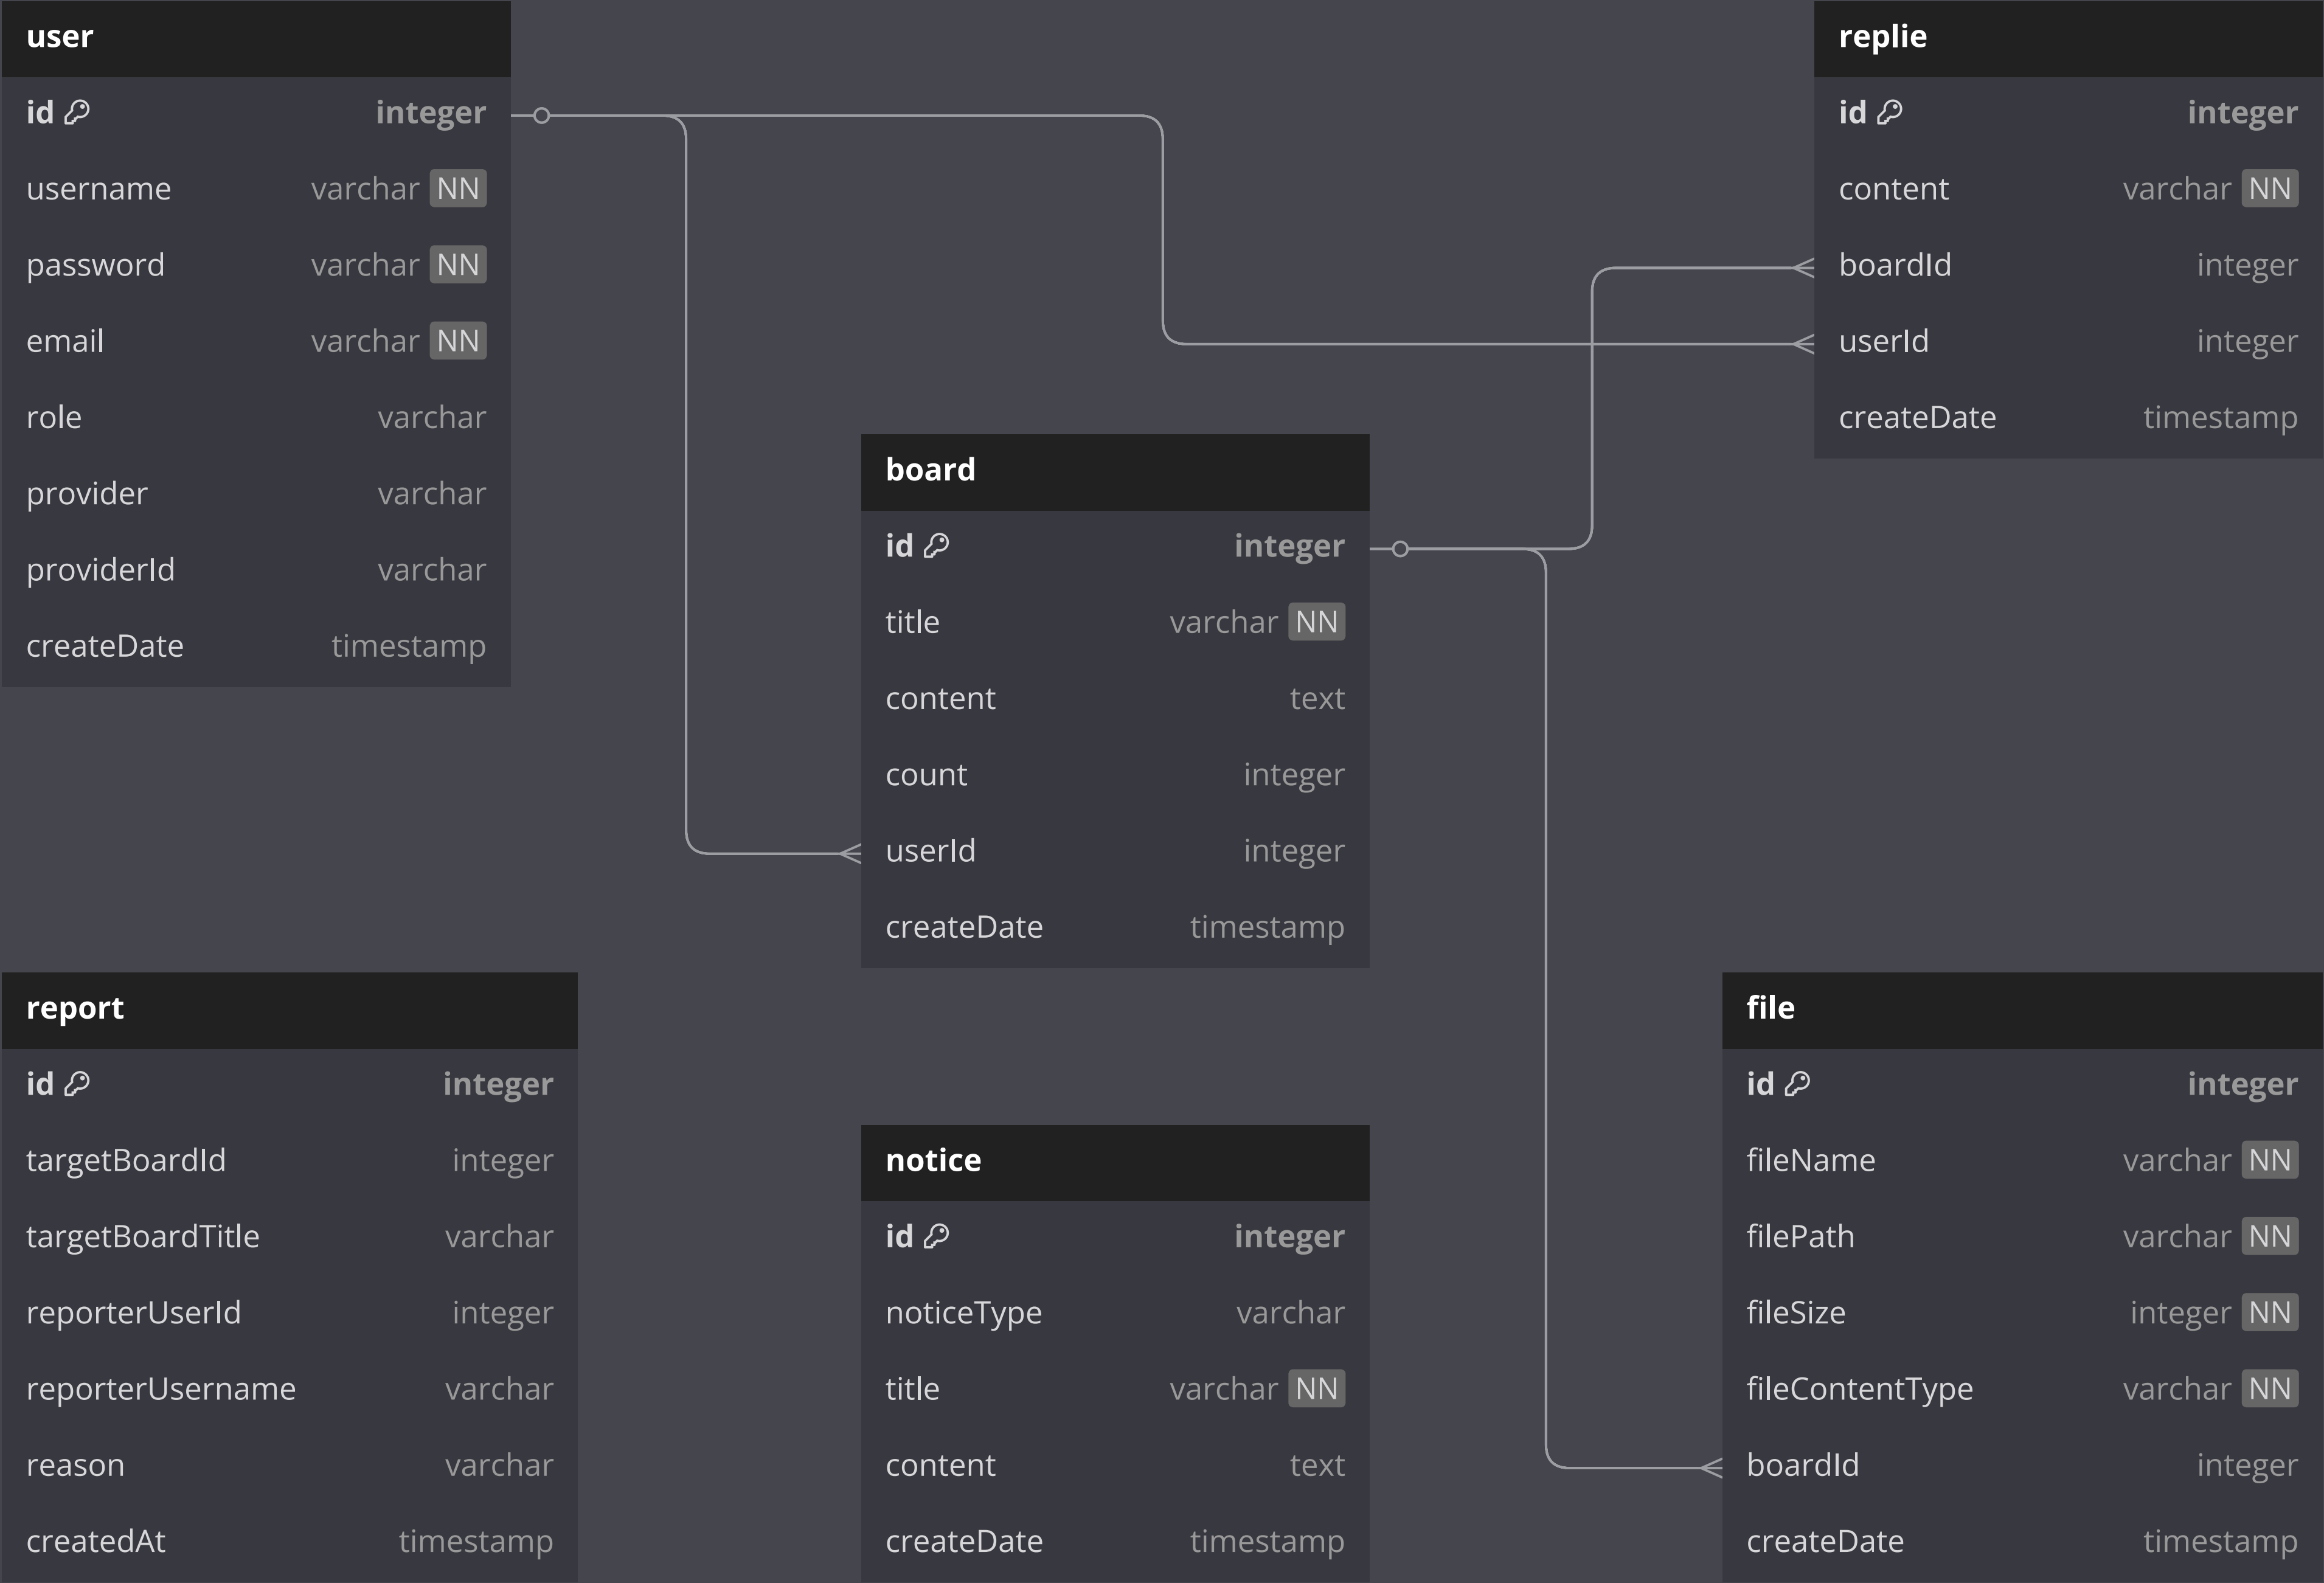 user
id integer
username varchar NN
password varchar NN
email varchar NN
role varchar
provider varchar
providerId varchar
createDate timestamp
replie
id integer
content varchar NN
boardId integer
userId integer
createDate timestamp
board
id integer
title varchar NN
content text
count integer
userId integer
createDate timestamp
report
id integer
targetBoardId integer
targetBoardTitle varchar
reporterUserId integer
reporterUsername varchar
reason varchar
createdAt timestamp
notice
id integer
noticeType varchar
title varchar NN
content text
createDate timestamp
file
id integer
fileName varchar NN
filePath varchar NN
fileSize integer NN
fileContentType varchar NN
boardId integer
createDate timestamp